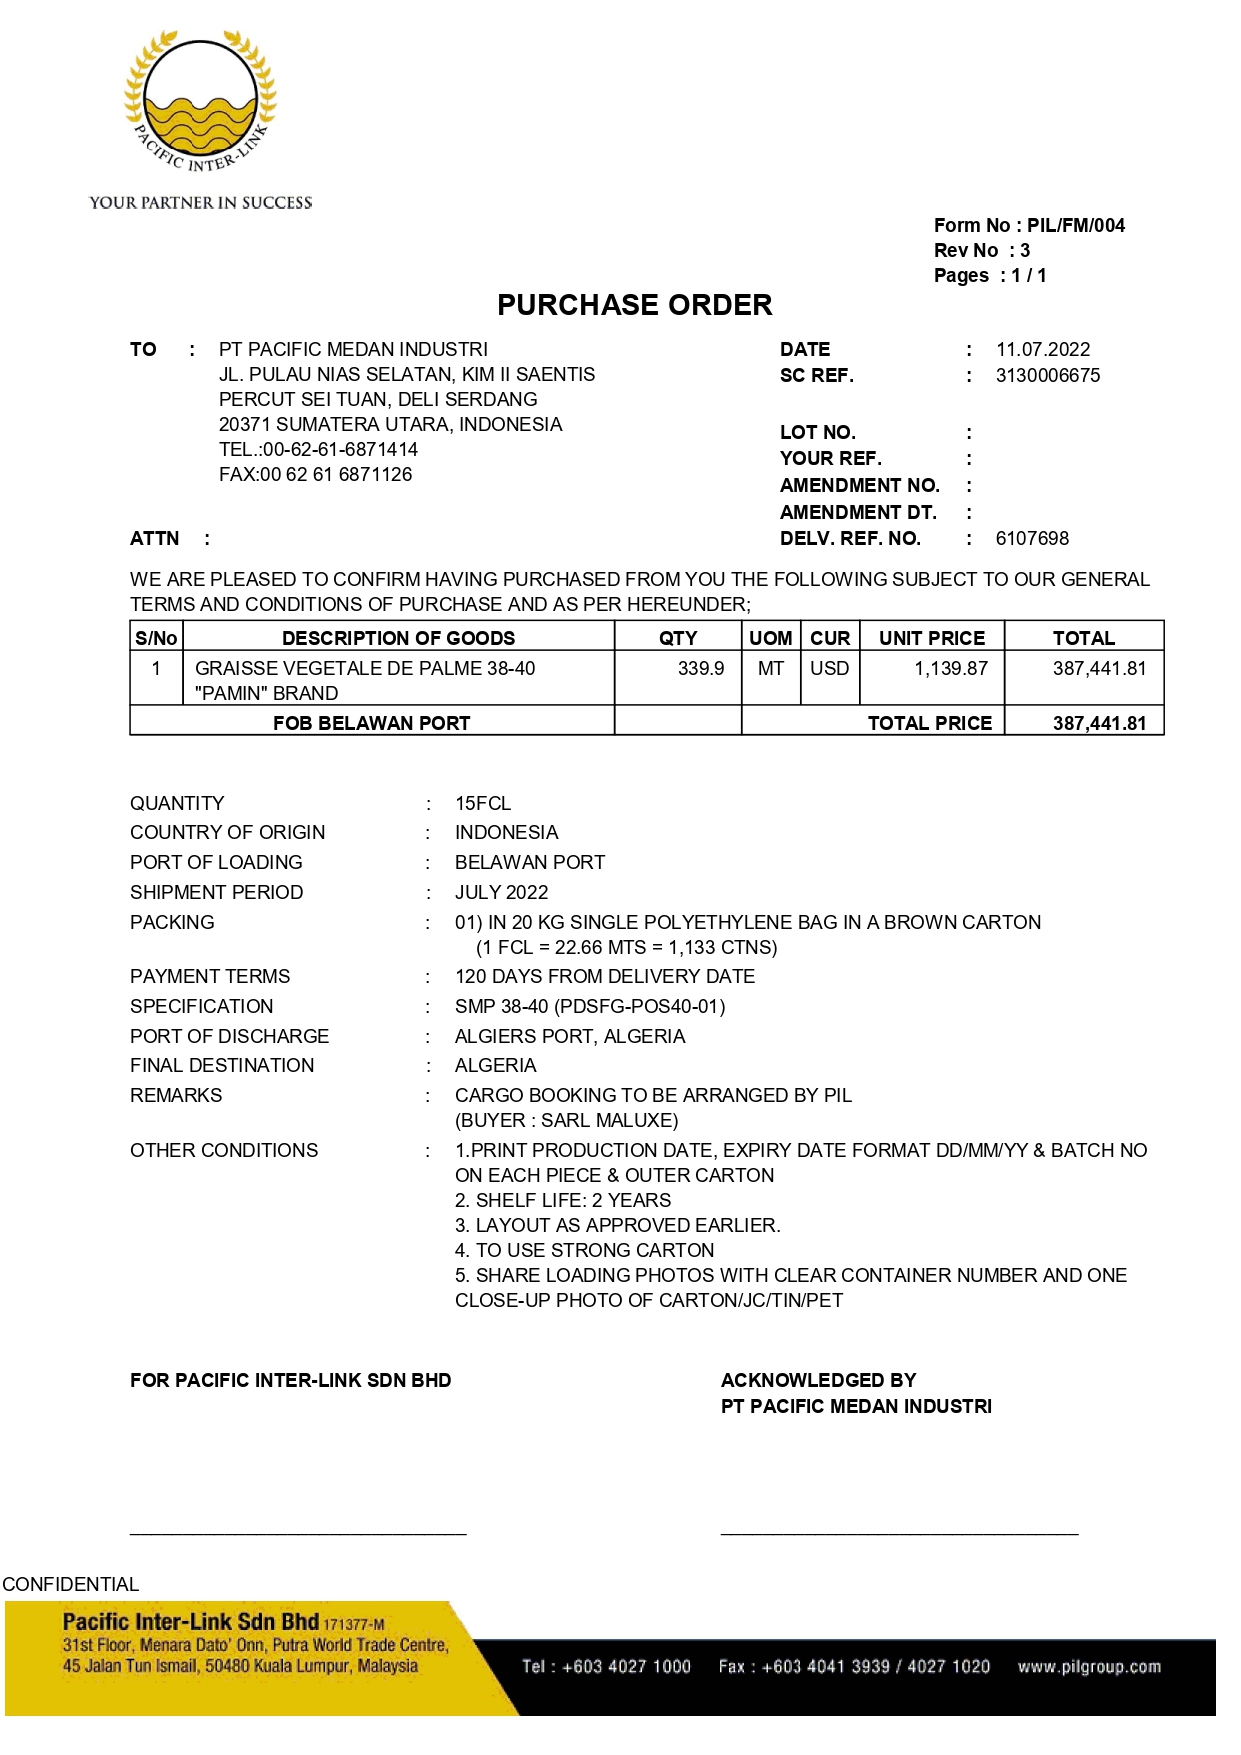 PACIFIC INTER-LINK
YOUR PARTNER IN SUCCESS
Form No : PIL/FM/004
Rev No : 3
Pages : 1 / 1
PURCHASE ORDER
TO : PT PACIFIC MEDAN INDUSTRI
JL. PULAU NIAS SELATAN, KIM II SAENTIS
PERCUT SEI TUAN, DELI SERDANG
20371 SUMATERA UTARA, INDONESIA
TEL.:00-62-61-6871414
FAX:00 62 61 6871126
ATTN :
DATE : 11.07.2022
SC REF. : 3130006675
LOT NO. :
YOUR REF. :
AMENDMENT NO. :
AMENDMENT DT. :
DELV. REF. NO. : 6107698
WE ARE PLEASED TO CONFIRM HAVING PURCHASED FROM YOU THE FOLLOWING SUBJECT TO OUR GENERAL
TERMS AND CONDITIONS OF PURCHASE AND AS PER HEREUNDER;
S/No DESCRIPTION OF GOODS QTY UOM CUR UNIT PRICE TOTAL
1 GRAISSE VEGETALE DE PALME 38-40 339.9 MT USD 1,139.87 387,441.81
"PAMIN" BRAND
FOB BELAWAN PORT TOTAL PRICE 387,441.81
QUANTITY : 15FCL
COUNTRY OF ORIGIN : INDONESIA
PORT OF LOADING : BELAWAN PORT
SHIPMENT PERIOD : JULY 2022
PACKING : 01) IN 20 KG SINGLE POLYETHYLENE BAG IN A BROWN CARTON
(1 FCL = 22.66 MTS = 1,133 CTNS)
PAYMENT TERMS : 120 DAYS FROM DELIVERY DATE
SPECIFICATION : SMP 38-40 (PDSFG-POS40-01)
PORT OF DISCHARGE : ALGIERS PORT, ALGERIA
FINAL DESTINATION : ALGERIA
REMARKS : CARGO BOOKING TO BE ARRANGED BY PIL
(BUYER : SARL MALUXE)
OTHER CONDITIONS : 1.PRINT PRODUCTION DATE, EXPIRY DATE FORMAT DD/MM/YY & BATCH NO
ON EACH PIECE & OUTER CARTON
2. SHELF LIFE: 2 YEARS
3. LAYOUT AS APPROVED EARLIER.
4. TO USE STRONG CARTON
5. SHARE LOADING PHOTOS WITH CLEAR CONTAINER NUMBER AND ONE
CLOSE-UP PHOTO OF CARTON/JC/TIN/PET
FOR PACIFIC INTER-LINK SDN BHD
ACKNOWLEDGED BY
PT PACIFIC MEDAN INDUSTRI
CONFIDENTIAL
Pacific Inter-Link Sdn Bhd 171377-M
31st Floor, Menara Dato' Onn, Putra World Trade Centre,
45 Jalan Tun Ismail, 50480 Kuala Lumpur, Malaysia
Tel : +603 4027 1000 Fax : +603 4041 3939 / 4027 1020 www.pilgroup.com